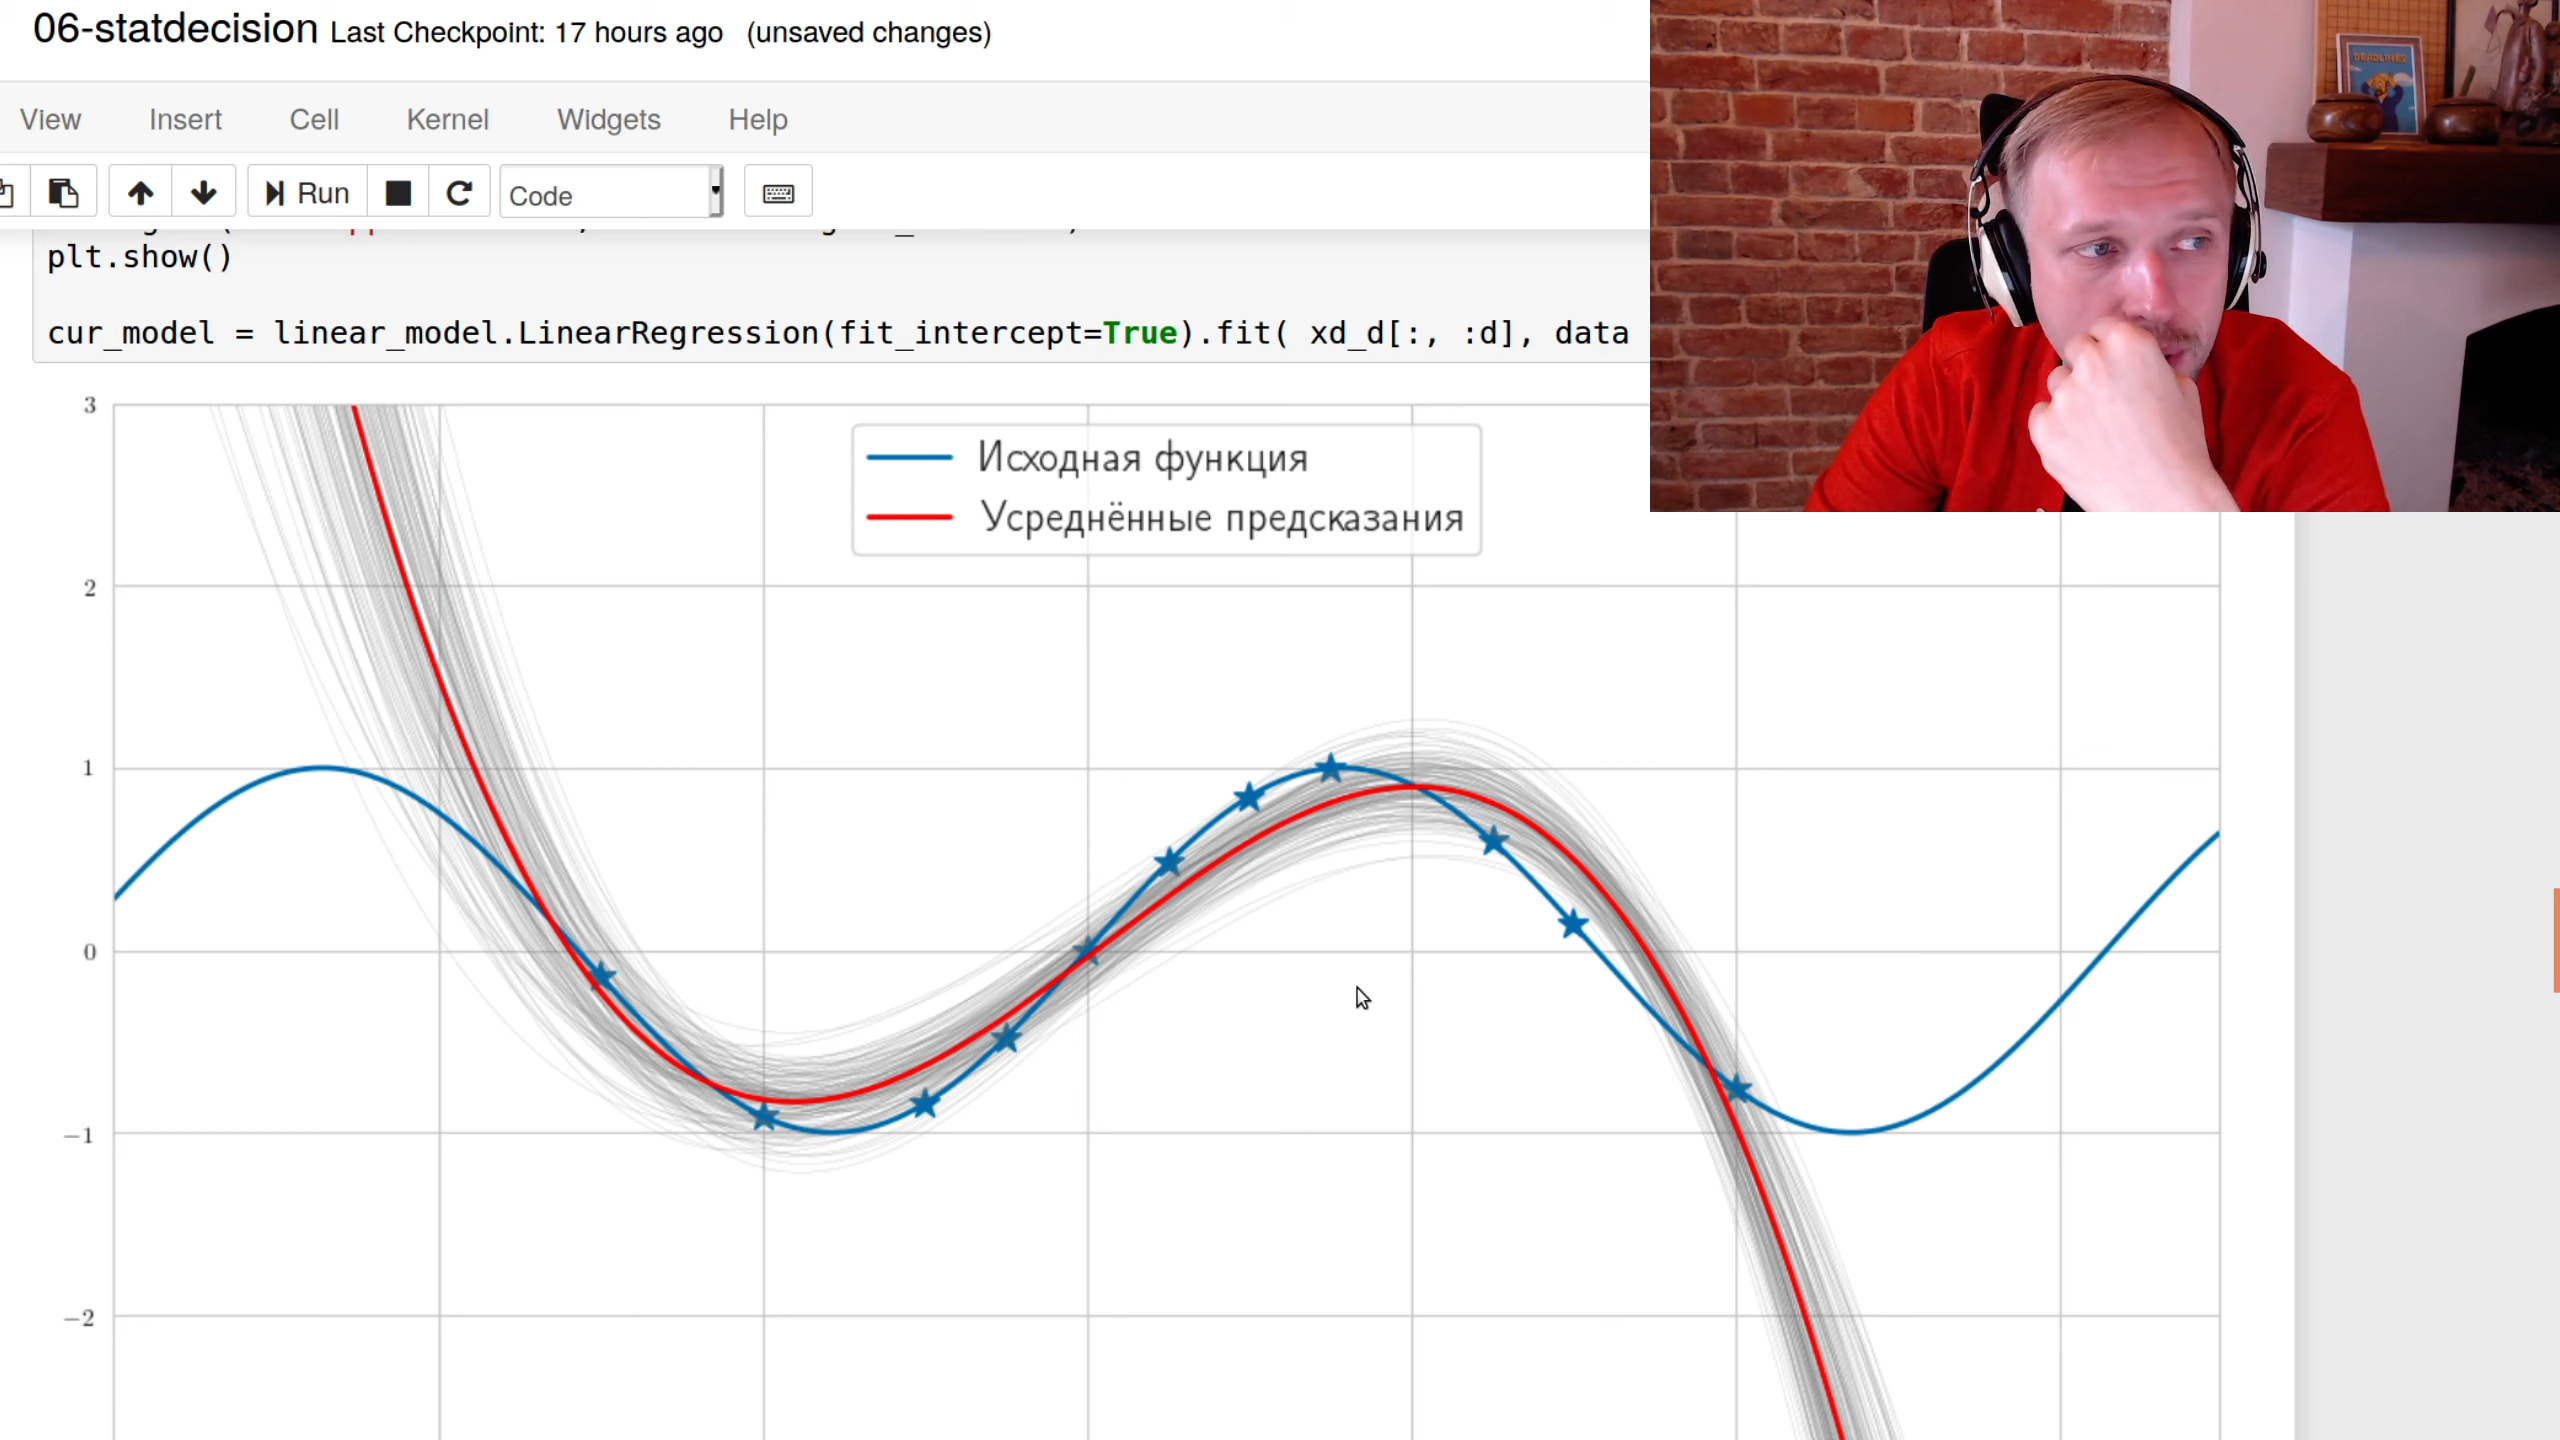 06-statdecision Last Checkpoint: 17 hours ago (unsaved changes)
View Insert Cell Kernel Widgets Help
Run Code
plt.show()
cur_model = linear_model.LinearRegression(fit_intercept=True).fit( xd_d[:, :d], data
DEADLINES
3
Исходная функция
Усреднённые предсказания
2
1
0
−1
−2